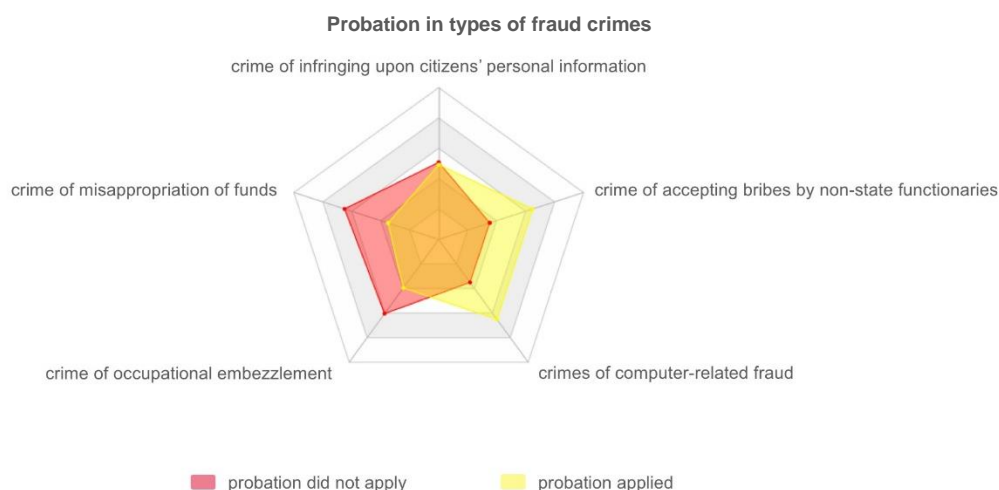 Probation in types of fraud crimes
crime of infringing upon citizens’ personal information
crime of misappropriation of funds
crime of accepting bribes by non-state functionaries
crime of occupational embezzlement
crimes of computer-related fraud
probation did not apply
probation applied